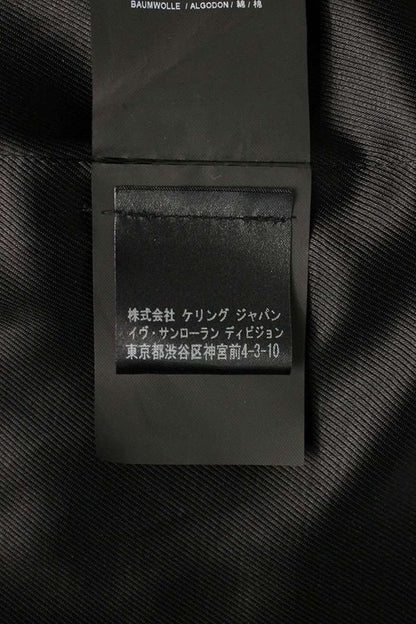 BAUMWOLLE / ALGODON / 綿 / 棉
株式会社 ケリング ジャパン
イヴ・サンローラン ディビジョン
東京都渋谷区神宮前4-3-10